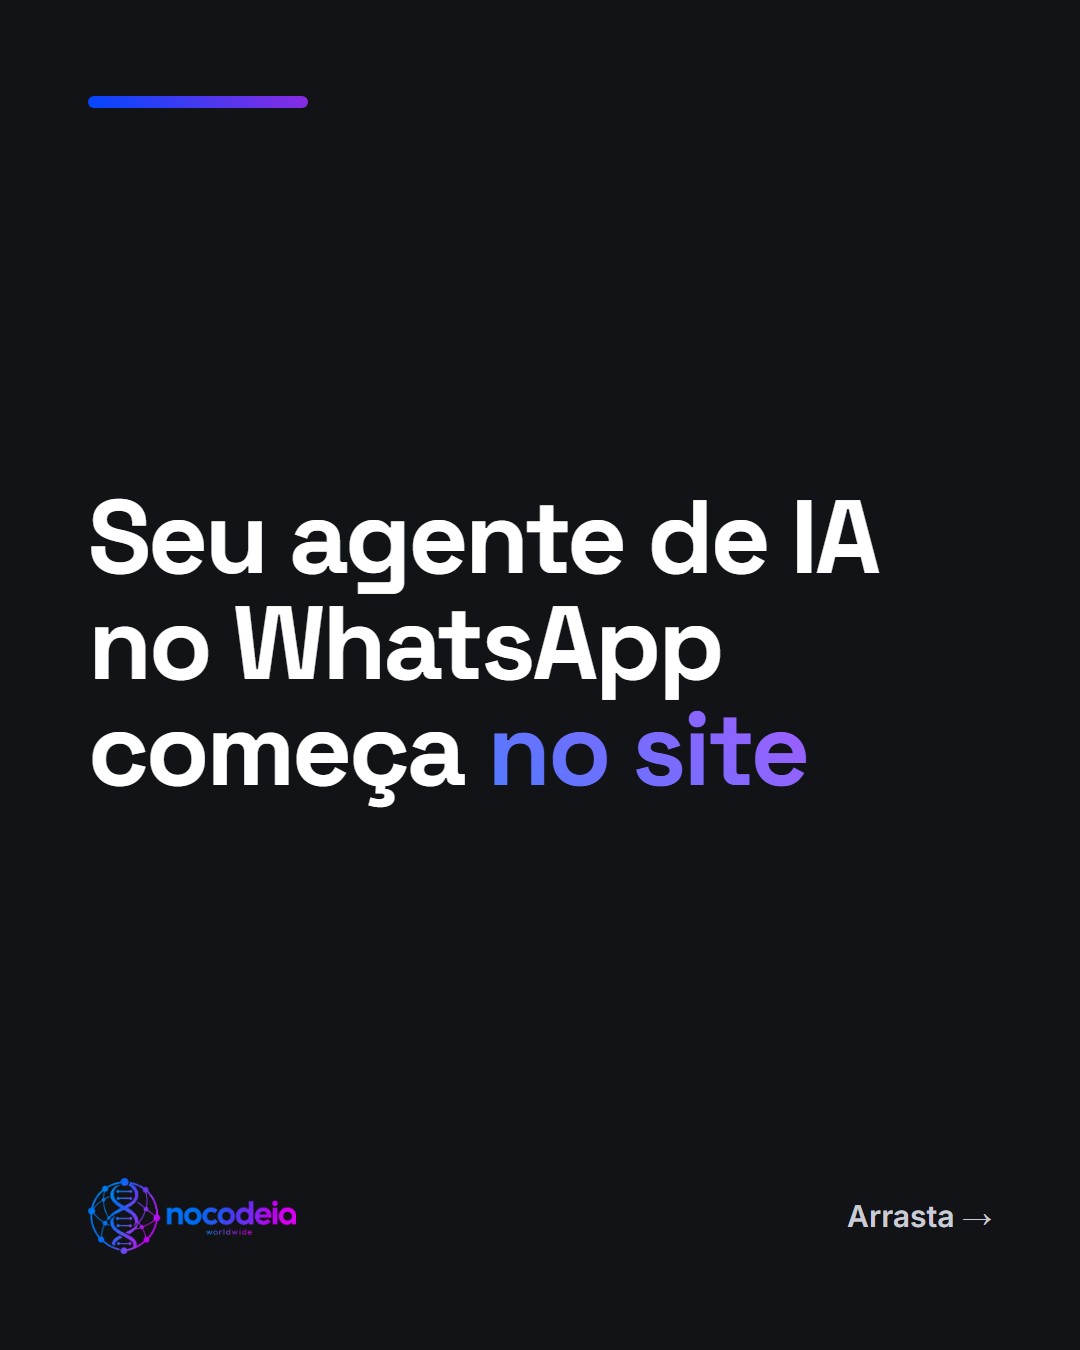 Seu agente de IA
no WhatsApp
começa no site
nocodeia
worldwide
Arrasta →